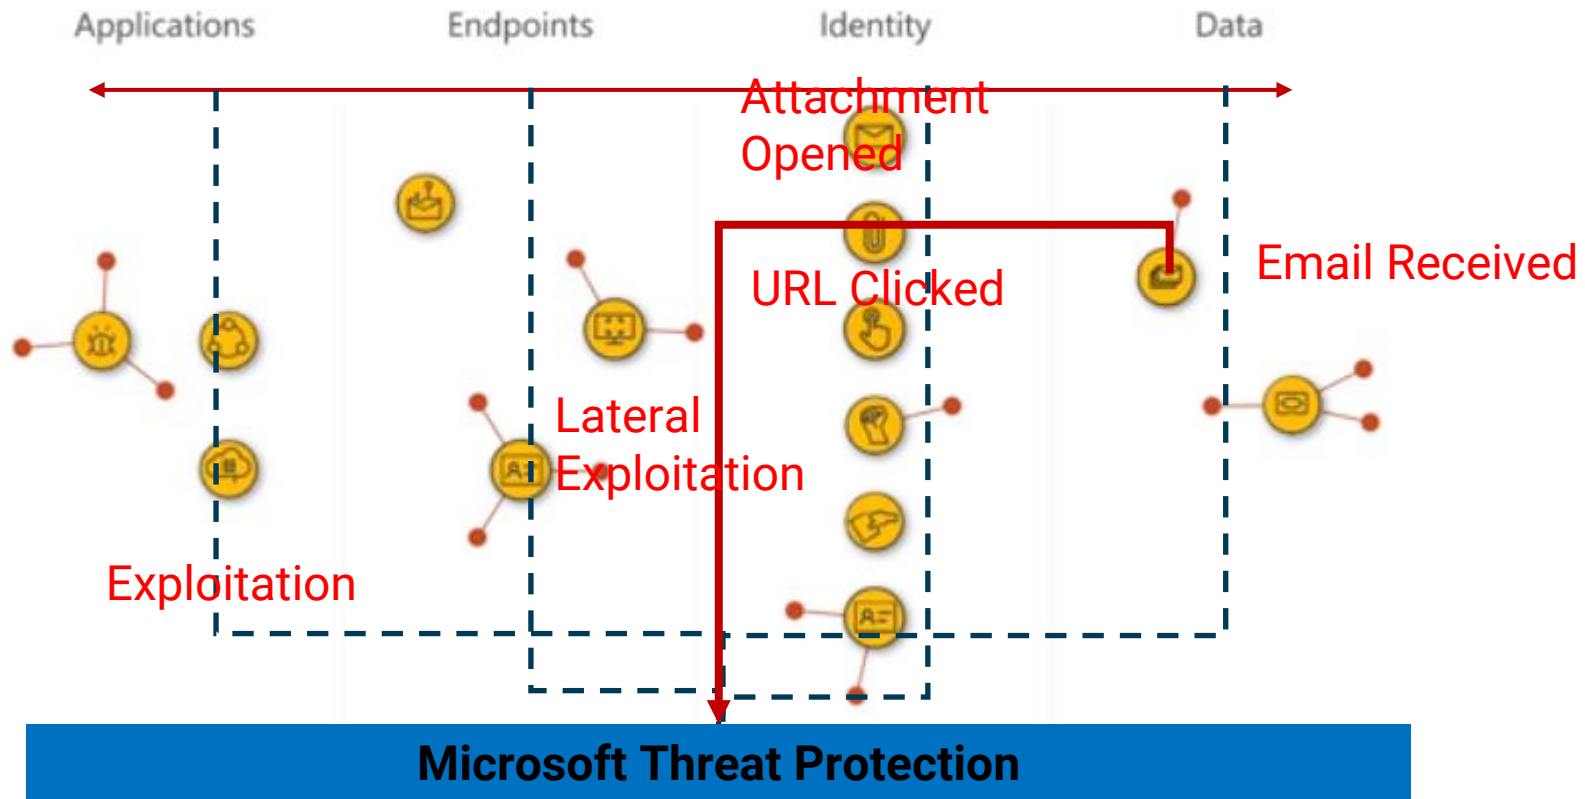 Applications
Endpoints
Identity
Data
Attachment
Opened
Email Received
URL Clicked
Lateral
Exploitation
Exploitation
Microsoft Threat Protection